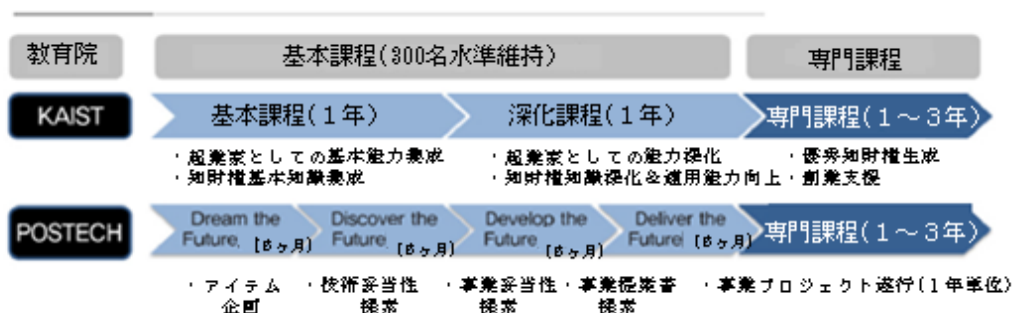 教育院
基本課程(300名水準維持)
専門課程
KAIST
基本課程(1年)
深化課程(1年)
専門課程(1～3年)
・起業家としての基本能力養成
・知財権基本知識養成
・起業家としての能力深化
・知財権知識深化&適用能力向上
・優秀知財権生成
・創業支援
POSTECH
Dream the
Future [6ヶ月)
Discover the
Future [6ヶ月)
Develop the
Future [6ヶ月)
Deliver the
Future [6ヶ月)
専門課程(1～3年)
・アイテム
企画
・技術妥当性
探索
・事業妥当性
探索
・事業提案書
探索
・事業プロジェクト遂行(1年単位)